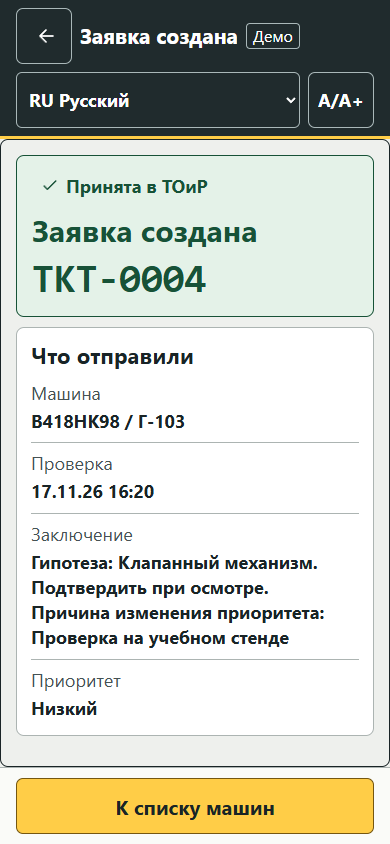 Заявка создана Демо
RU Русский A/A+
Принята в ТОиР
Заявка создана
TKT-0004
Что отправили
Машина
В418НК98 / Г-103
Проверка
17.11.26 16:20
Заключение
Гипотеза: Клапанный механизм.
Подтвердить при осмотре.
Причина изменения приоритета:
Проверка на учебном стенде
Приоритет
Низкий
К списку машин